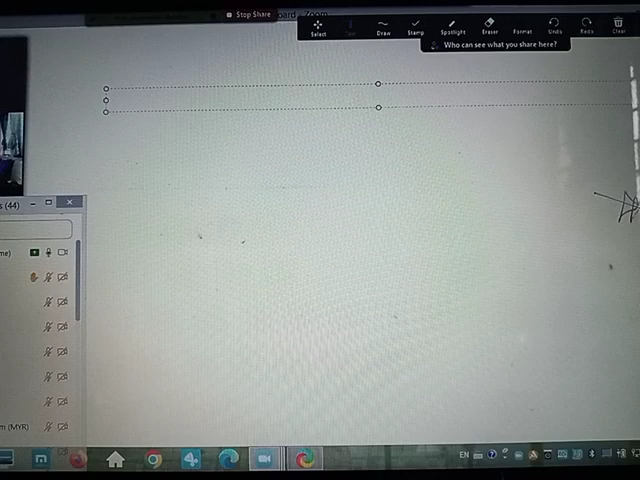 Stop Share
oard - Zoom
Select
Draw
Stamp
Spotlight
Eraser
Format
Undo
Redo
Clear
Who can see what you share here?
s (44)
me)
m (MYR)
EN